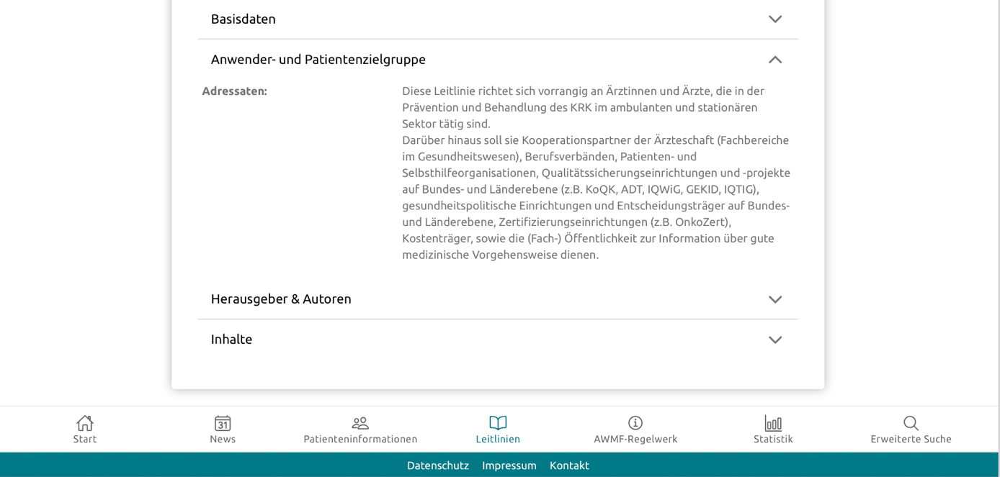 Basisdaten
Anwender- und Patientenzielgruppe
Adressaten:
Diese Leitlinie richtet sich vorrangig an Ärztinnen und Ärzte, die in der
Prävention und Behandlung des KRK im ambulanten und stationären
Sektor tätig sind.
Darüber hinaus soll sie Kooperationspartner der Ärzteschaft (Fachbereiche
im Gesundheitswesen), Berufsverbänden, Patienten- und
Selbsthilfeorganisationen, Qualitätssicherungseinrichtungen und -projekte
auf Bundes- und Länderebene (z.B. KoQK, ADT, IQWiG, GEKID, IQTIG),
gesundheitspolitische Einrichtungen und Entscheidungsträger auf Bundes-
und Länderebene, Zertifizierungseinrichtungen (z.B. OnkoZert),
Kostenträger, sowie die (Fach-) Öffentlichkeit zur Information über gute
medizinische Vorgehensweise dienen.
Herausgeber & Autoren
Inhalte
31
Start
News
Patienteninformationen
Leitlinien
AWMF-Regelwerk
Statistik
Erweiterte Suche
Datenschutz Impressum Kontakt